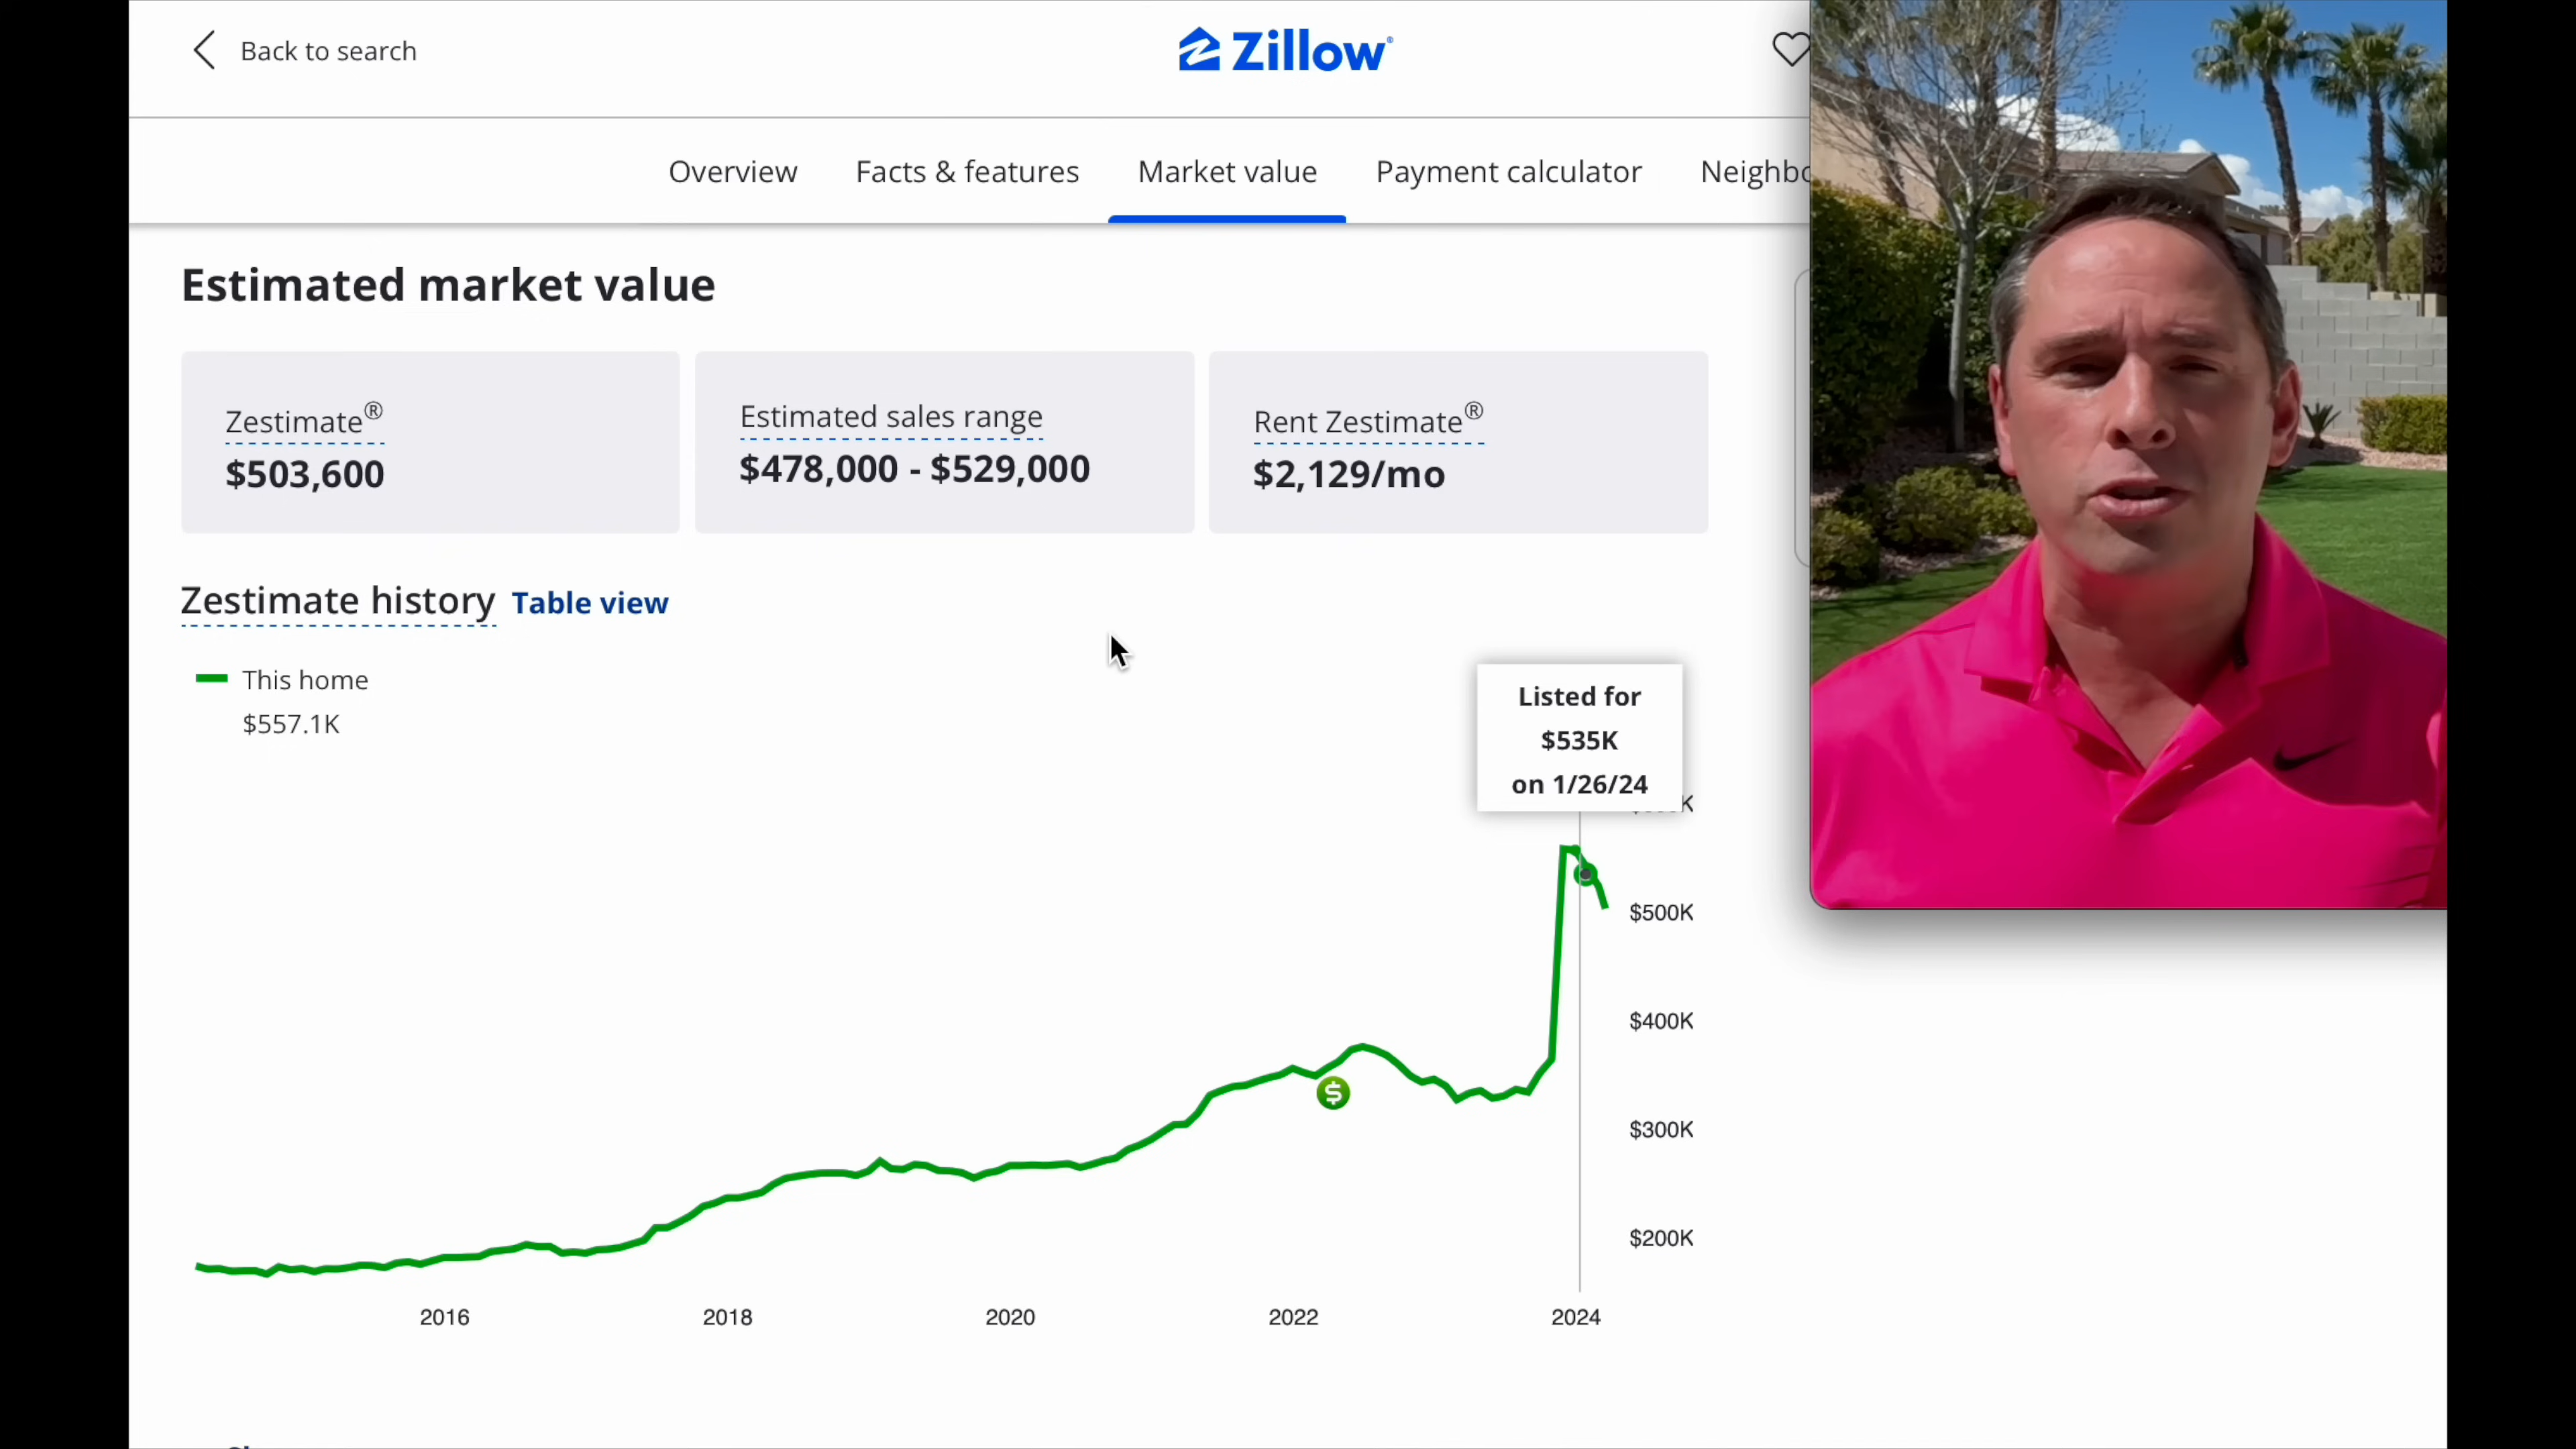 Back to search
Zillow
Overview Facts & features Market value Payment calculator Neighbo
Estimated market value
Zestimate®
$503,600
Estimated sales range
$478,000 - $529,000
Rent Zestimate®
$2,129/mo
Zestimate history Table view
This home
$557.1K
Listed for
$535K
on 1/26/24
$500K
$400K
$300K
$200K
2016 2018 2020 2022 2024